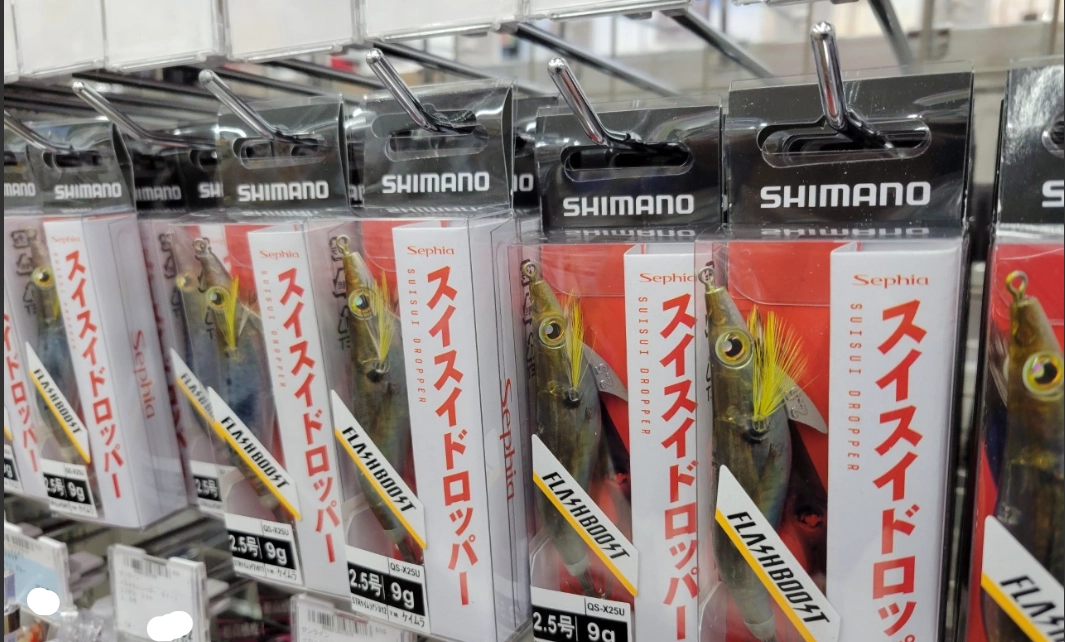 SHIMANO
SHIMANO
SHIMANO
SHIMANO
SHIMANO
SHIMANO
Sephia
スイスイドロッパー
Sephia
FLASHBOOST
2.5号 9g
Sephia
SUISUI DROPPER
スイスイドロッパー
FLASHBOOST
QS-X25U
2.5号 9g
ケイムラ
Sephia
SUISUI DROPPER
スイスイドロッパー
Sephia
FLASHBOOST
QS-X25U
2.5号 9g
ケイムラ
Sephia
SUISUI DROPPER
スイスイドロッパー
FLASHBOOST
QS-X25U
2.5号 9g
Sephia
SUISUI DROPPER
スイスイドロッパ
FLASHBOOST
FLAS